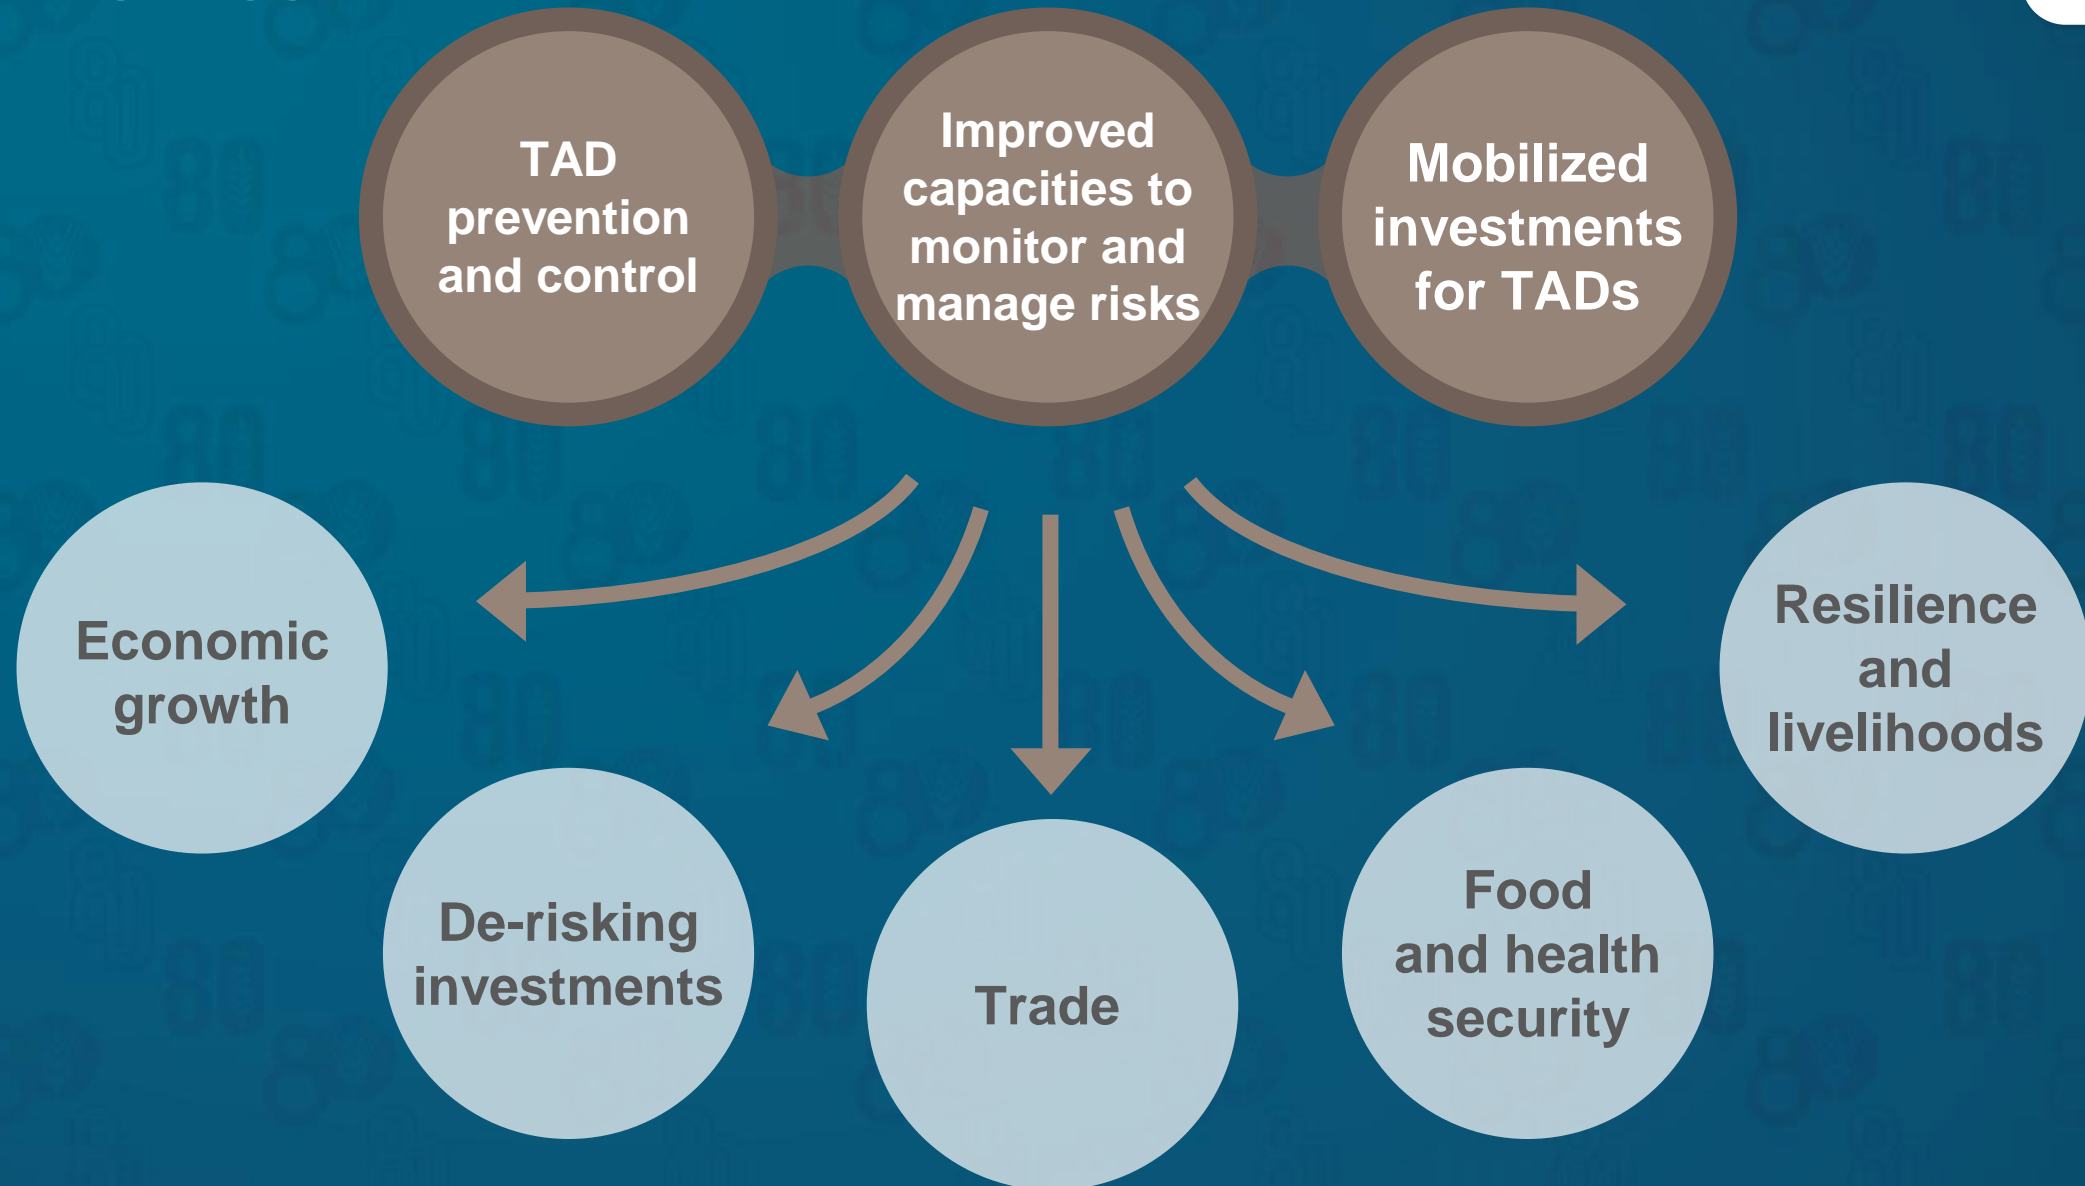 TAD
prevention
and control
Improved
capacities to
monitor and
manage risks
Mobilized
investments
for TADs
Economic
growth
De-risking
investments
Trade
Food
and health
security
Resilience
and
livelihoods